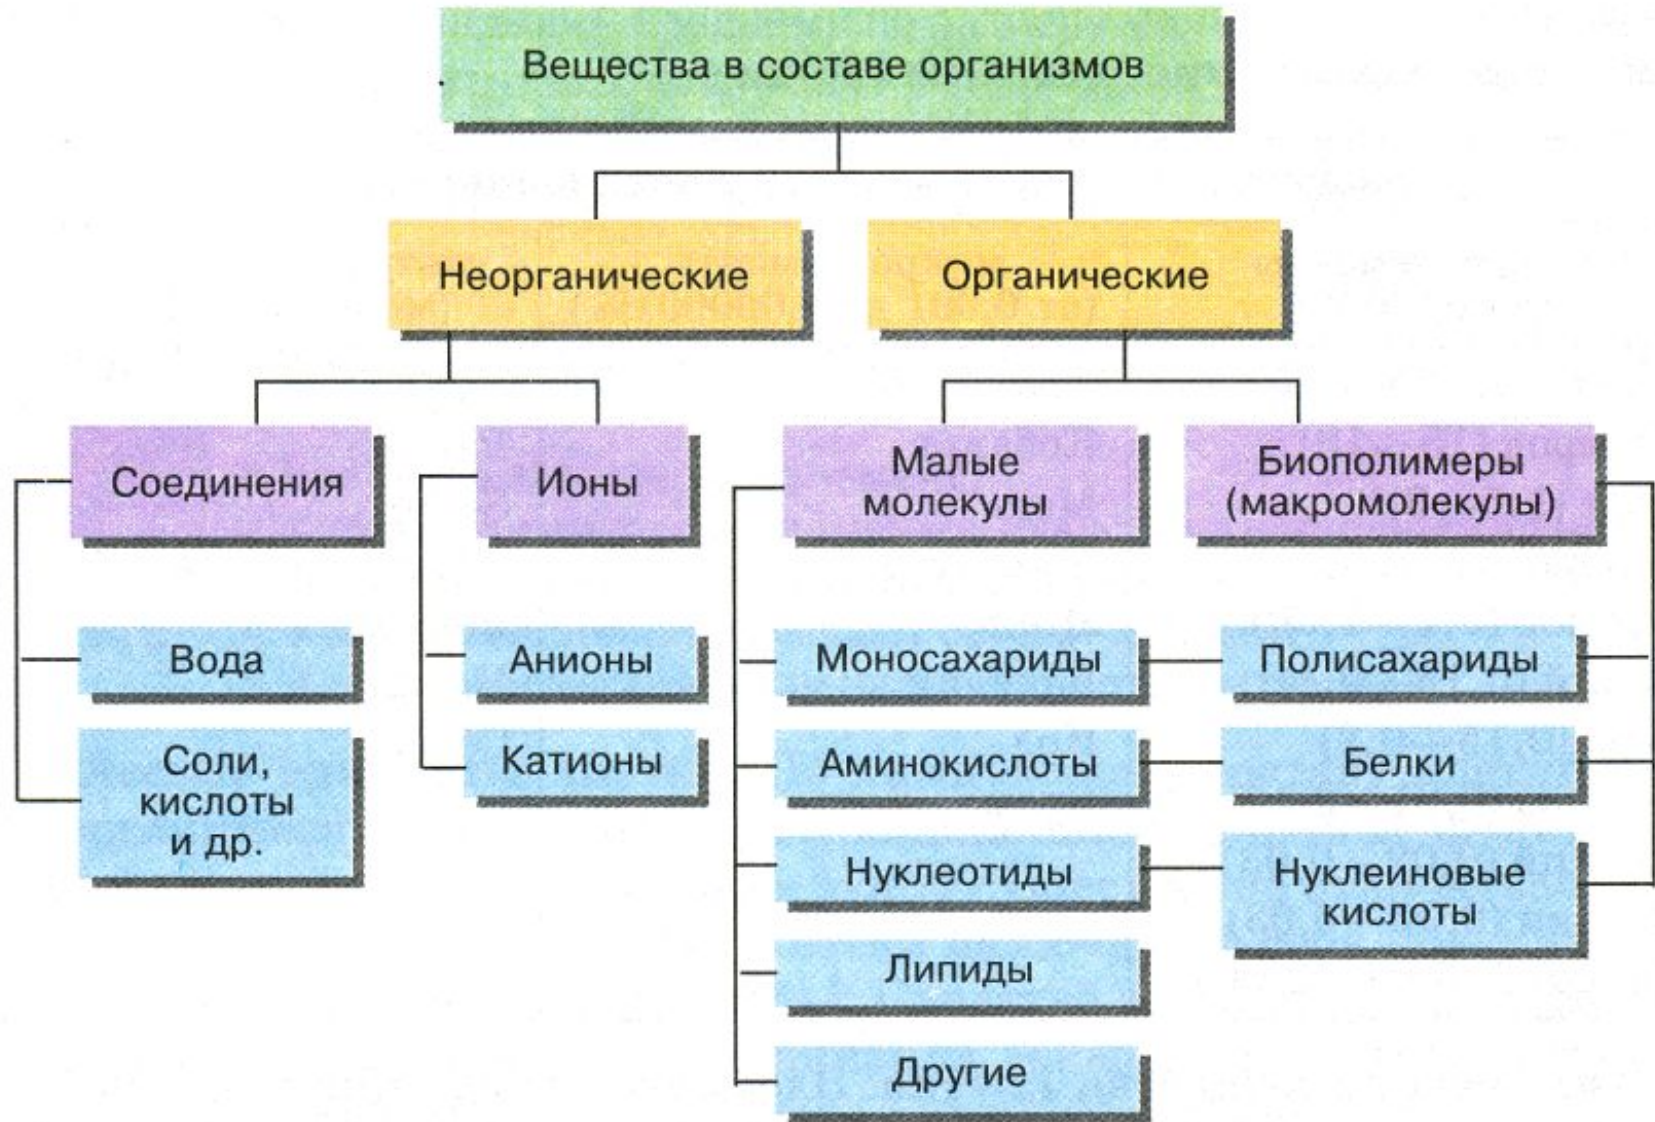 Вещества в составе организмов
Неорганические
Органические
Соединения
Ионы
Малые
молекулы
Биополимеры
(макромолекулы)
Вода
Соли,
кислоты
и др.
Анионы
Катионы
Моносахариды
Аминокислоты
Нуклеотиды
Липиды
Другие
Полисахариды
Белки
Нуклеиновые
кислоты